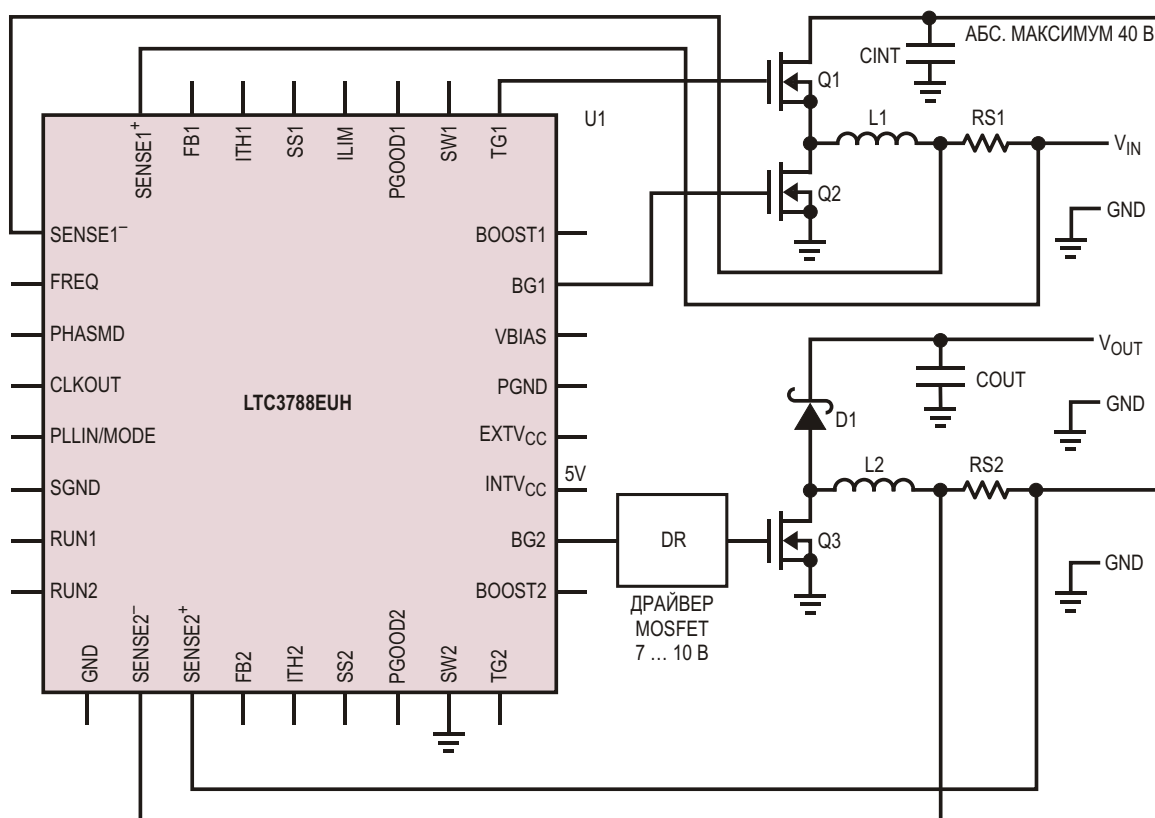 АБС. МАКСИМУМ 40 В
CINT
Q1
U1
L1
RS1
VIN
Q2
GND
SENSE1+
FB1
ITH1
SS1
ILIM
PGOOD1
SW1
TG1
SENSE1–
FREQ
PHASMD
CLKOUT
PLLIN/MODE
SGND
RUN1
RUN2
LTC3788EUH
BOOST1
BG1
VBIAS
PGND
EXTVCC
INTVCC
5V
BG2
BOOST2
GND
SENSE2–
SENSE2+
FB2
ITH2
SS2
PGOOD2
SW2
TG2
VOUT
COUT
GND
D1
L2
RS2
DR
Q3
GND
ДРАЙВЕР
MOSFET
7 ... 10 В